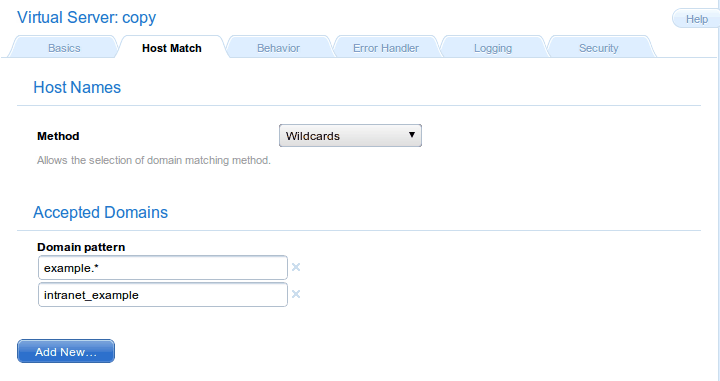 Virtual Server: copy
Help
Basics Host Match Behavior Error Handler Logging Security
Host Names
Method Wildcards
Allows the selection of domain matching method.
Accepted Domains
Domain pattern
example.*
intranet_example
Add New...